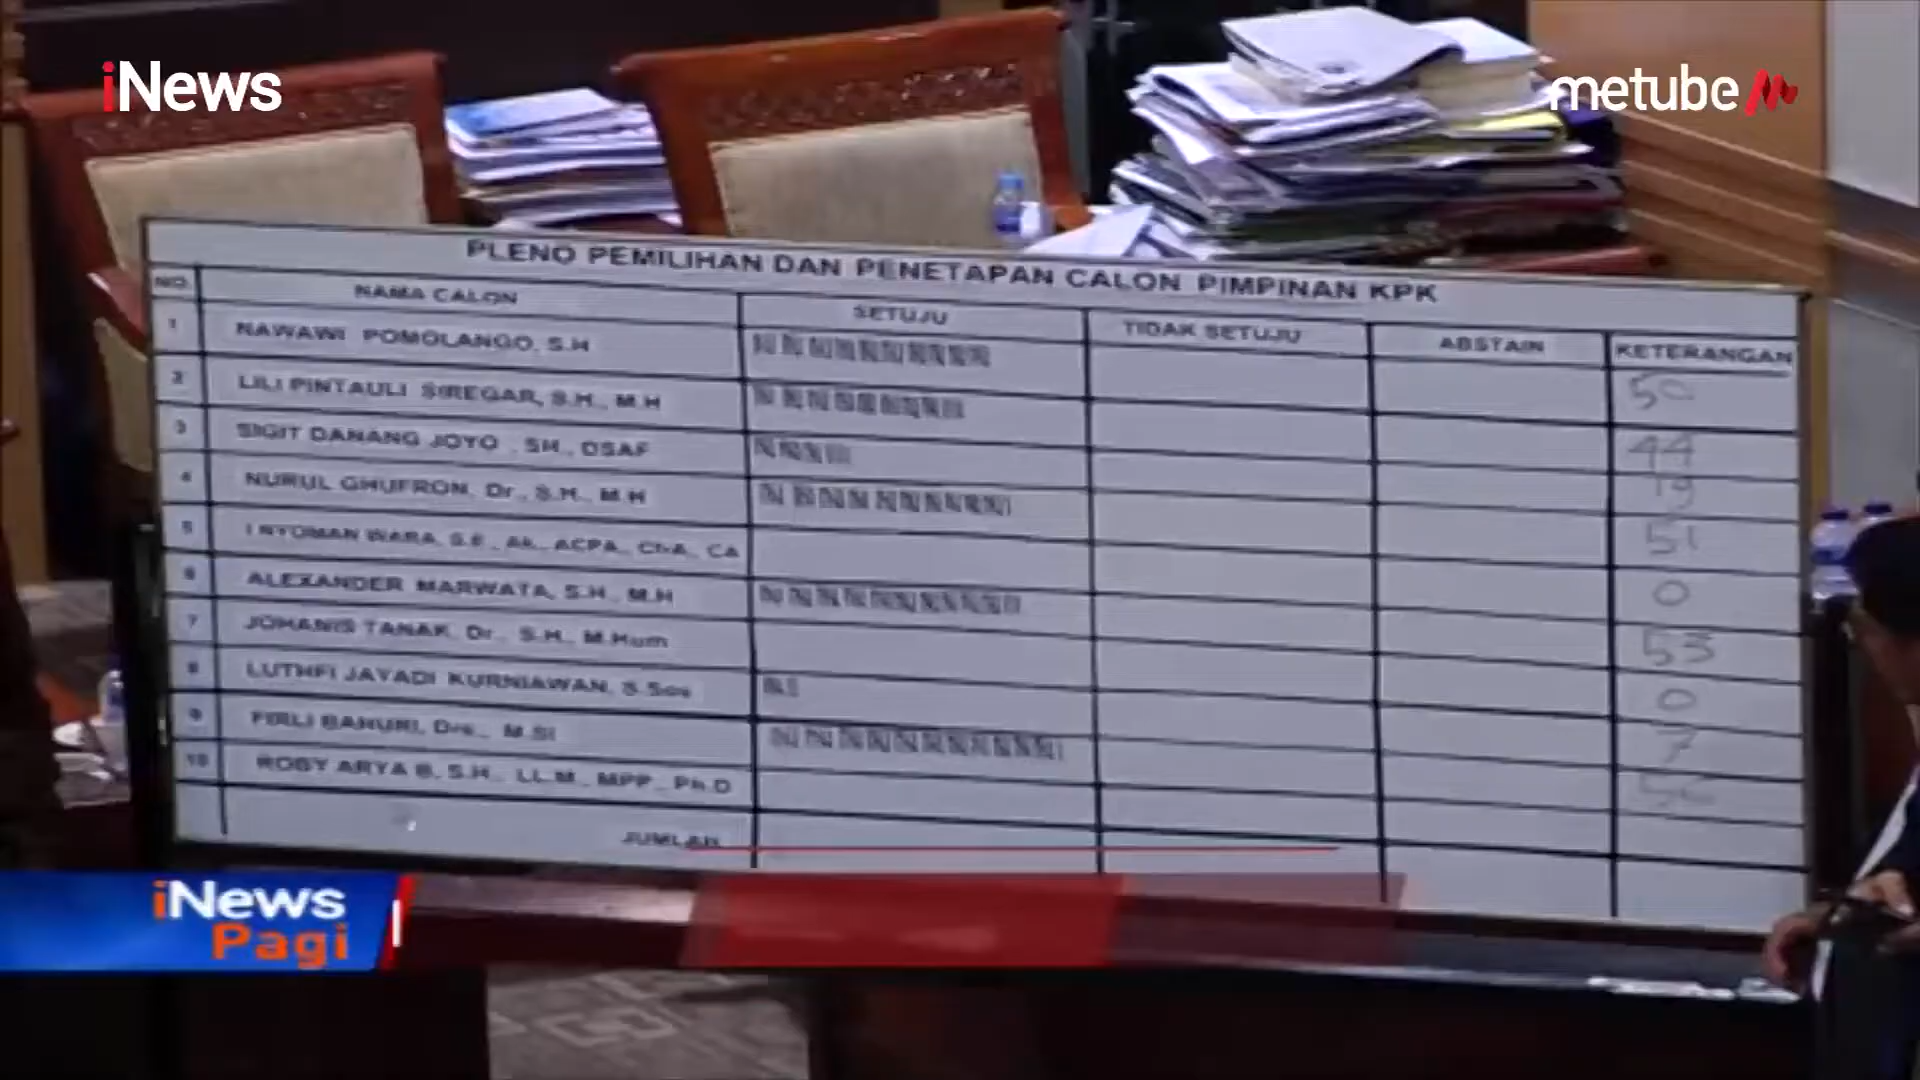 iNews
metube
PLENO PEMILIHAN DAN PENETAPAN CALON PIMPINAN KPK
NO. NAMA CALON SETUJU TIDAK SETUJU ABSTAIN KETERANGAN
1 NAWAWI POMOLANGO, S.H 50
2 LILI PINTAULI SIREGAR, S.H., M.H 44
3 SIGIT DANANG JOYO , SH., DSAF 19
4 NURUL GHUFRON, Dr., S.H., M.H 51
5 I NYOMAN WARA, S.E., Ak., ACPA., ChA., CA 0
6 ALEXANDER MARWATA, S.H., M.H 53
7 JOHANIS TANAK, Dr., S.H., M.Hum 0
8 LUTHFI JAYADI KURNIAWAN, S.Sos 7
9 FIRLI BAHURI, Drs., M.SI 56
10 ROBY ARYA B, S.H., LL.M., MPP., Ph.D
JUMLAH
iNews
Pagi